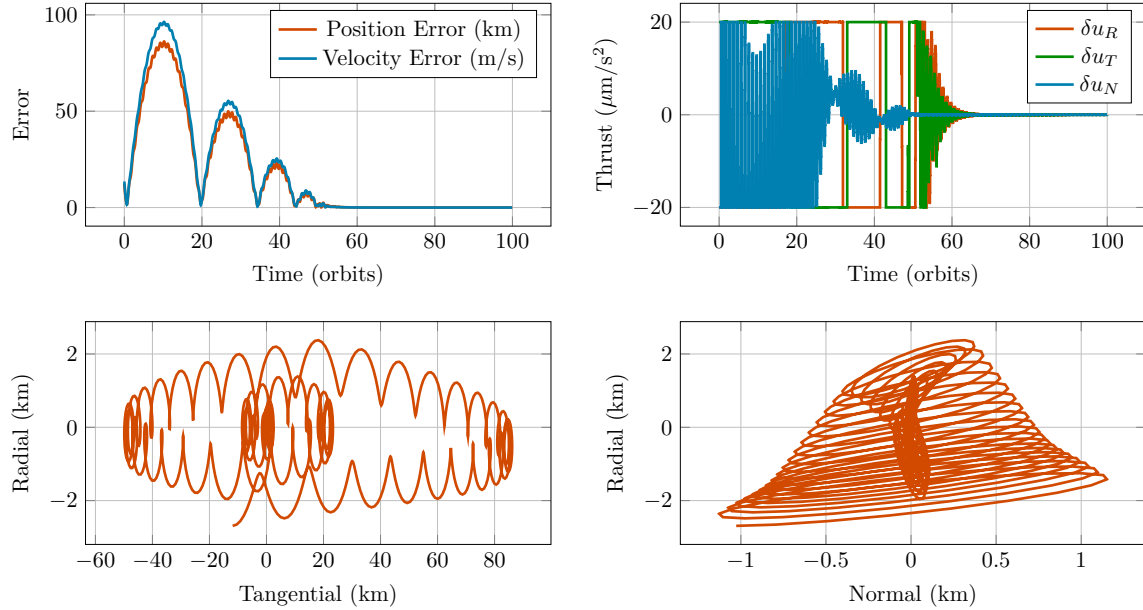 Error
100
50
0
Position Error (km)
Velocity Error (m/s)
0 20 40 60 80 100
Time (orbits)
Thrust (μm/s²)
20
0
−20
δu_R
δu_T
δu_N
0 20 40 60 80 100
Time (orbits)
Radial (km)
2
0
−2
−60 −40 −20 0 20 40 60 80
Tangential (km)
Radial (km)
2
0
−2
−1 −0.5 0 0.5 1
Normal (km)